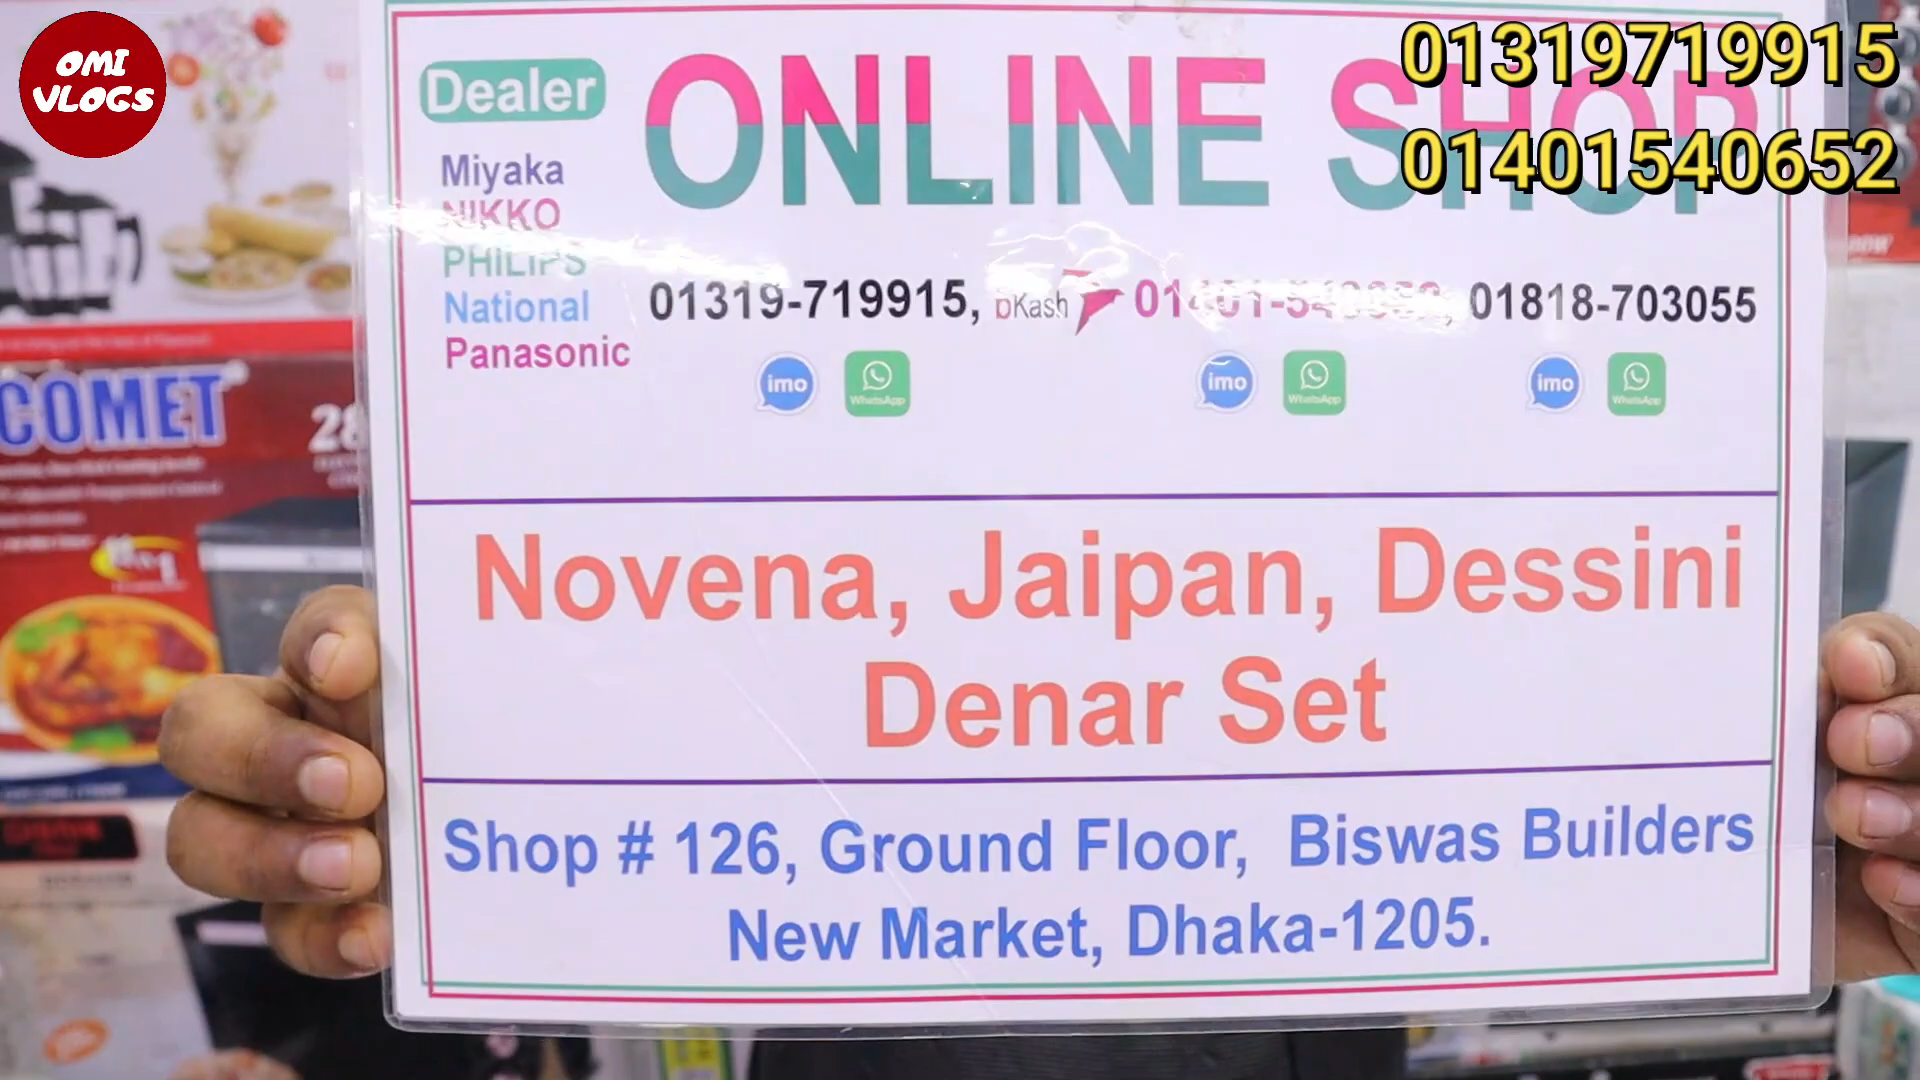 OMI
VLOGS
01319719915
01401540652
Dealer
ONLINE SHOP
Miyaka
NIKKO
PHILIPS
National
Panasonic
01319-719915, bKash 01818-703055
imo WhatsApp imo WhatsApp imo WhatsApp
Novena, Jaipan, Dessini
Denar Set
Shop # 126, Ground Floor, Biswas Builders
New Market, Dhaka-1205.
COMET
28